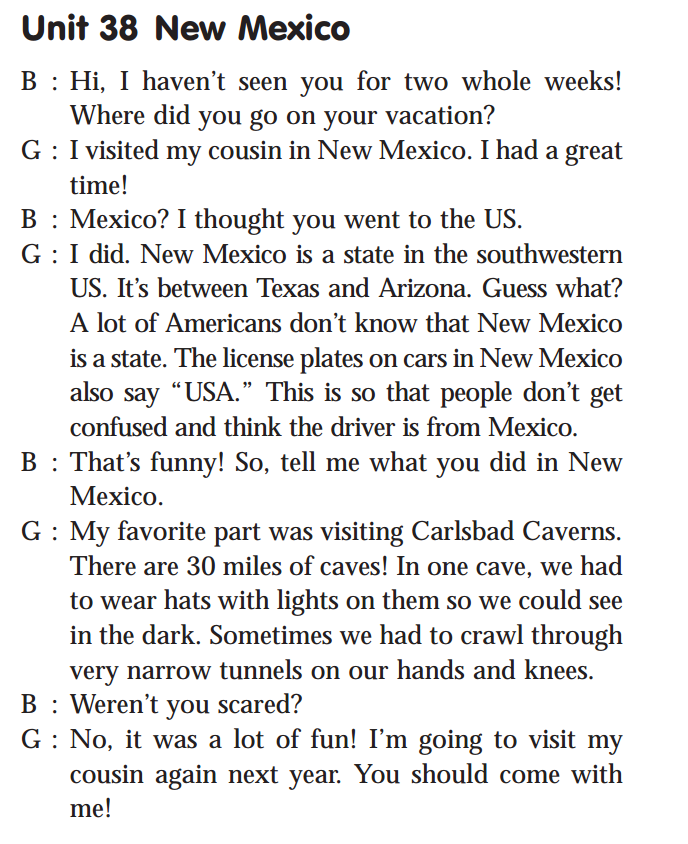 Unit 38 New Mexico
B : Hi, I haven’t seen you for two whole weeks!
Where did you go on your vacation?
G : I visited my cousin in New Mexico. I had a great
time!
B : Mexico? I thought you went to the US.
G : I did. New Mexico is a state in the southwestern
US. It’s between Texas and Arizona. Guess what?
A lot of Americans don’t know that New Mexico
is a state. The license plates on cars in New Mexico
also say “USA.” This is so that people don’t get
confused and think the driver is from Mexico.
B : That’s funny! So, tell me what you did in New
Mexico.
G : My favorite part was visiting Carlsbad Caverns.
There are 30 miles of caves! In one cave, we had
to wear hats with lights on them so we could see
in the dark. Sometimes we had to crawl through
very narrow tunnels on our hands and knees.
B : Weren’t you scared?
G : No, it was a lot of fun! I’m going to visit my
cousin again next year. You should come with
me!